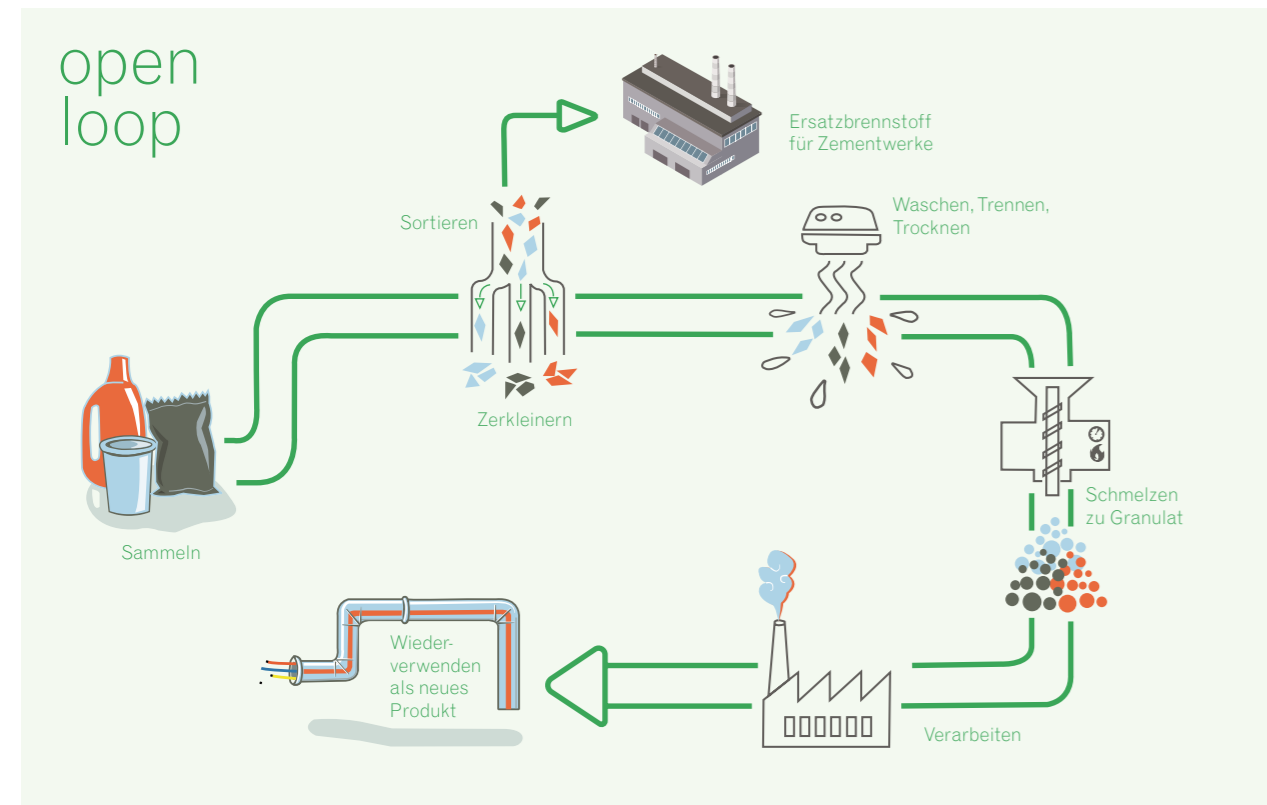 open
loop
Ersatzbrennstoff
für Zementwerke
Sortieren
Waschen, Trennen,
Trocknen
Zerkleinern
Schmelzen
zu Granulat
Sammeln
Wieder-
verwenden
als neues
Produkt
Verarbeiten